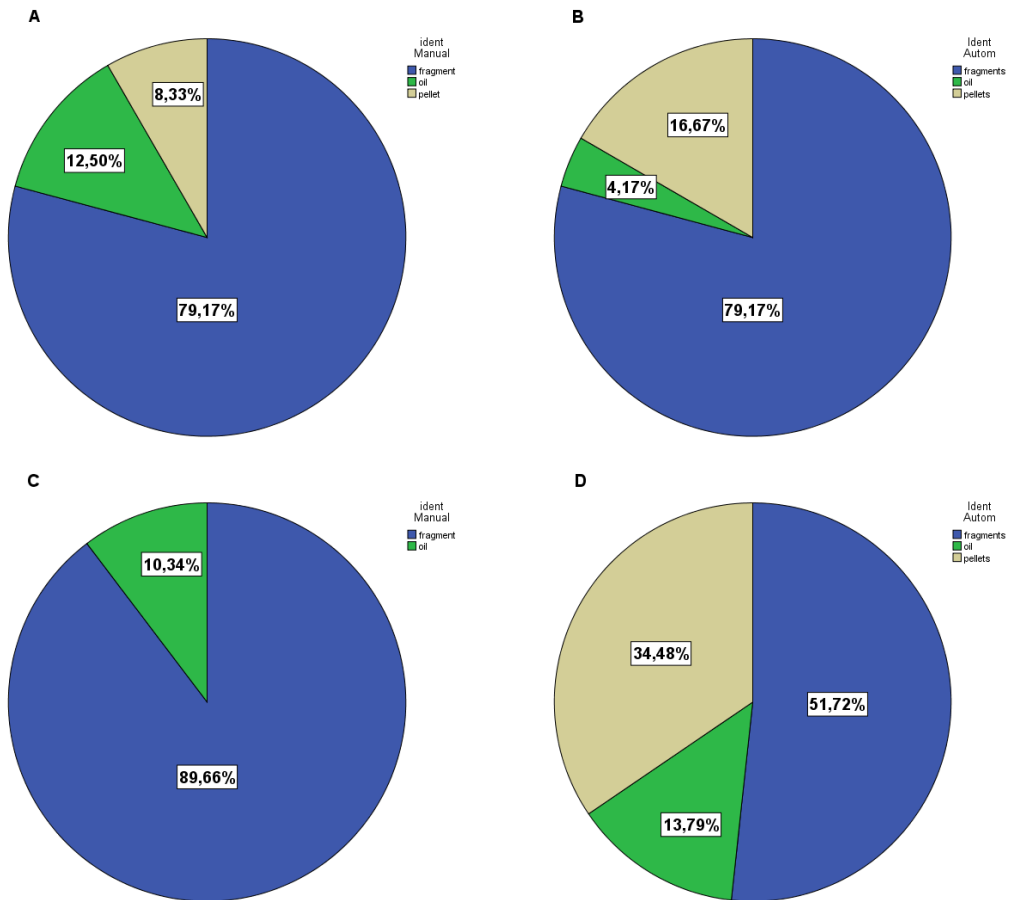 A
ident
Manual
fragment
oil
pellet
8,33%
12,50%
79,17%
B
Ident
Autom
fragments
oil
pellets
16,67%
4,17%
79,17%
C
ident
Manual
fragment
oil
10,34%
89,66%
D
Ident
Autom
fragments
oil
pellets
34,48%
51,72%
13,79%